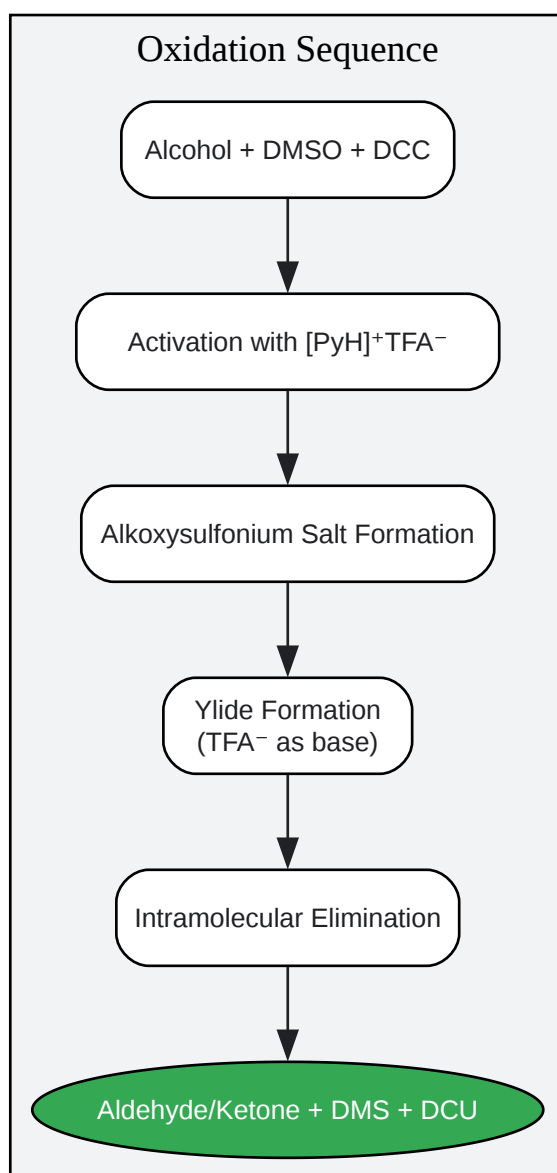 Oxidation Sequence
Alcohol + DMSO + DCC
Activation with [PyH]⁺TFA⁻
Alkoxysulfonium Salt Formation
Ylide Formation
(TFA⁻ as base)
Intramolecular Elimination
Aldehyde/Ketone + DMS + DCU